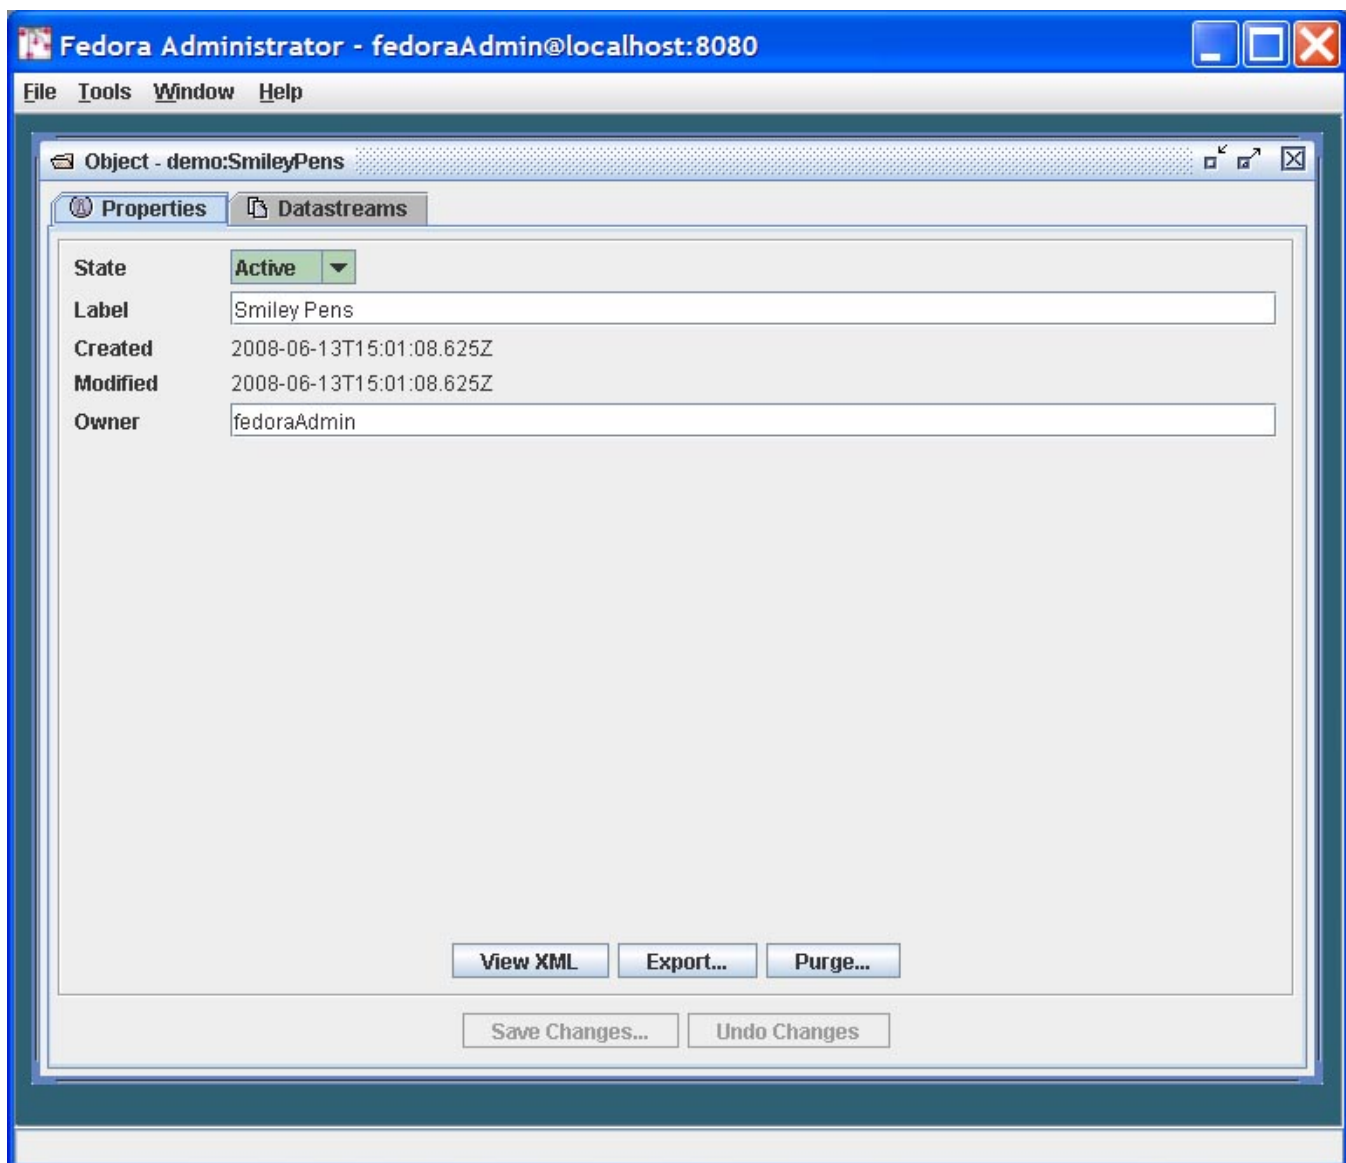 Fedora Administrator - fedoraAdmin@localhost:8080
File Tools Window Help
Object - demo:SmileyPens
Properties Datastreams
State Active
Label Smiley Pens
Created 2008-06-13T15:01:08.625Z
Modified 2008-06-13T15:01:08.625Z
Owner fedoraAdmin
View XML Export... Purge...
Save Changes... Undo Changes